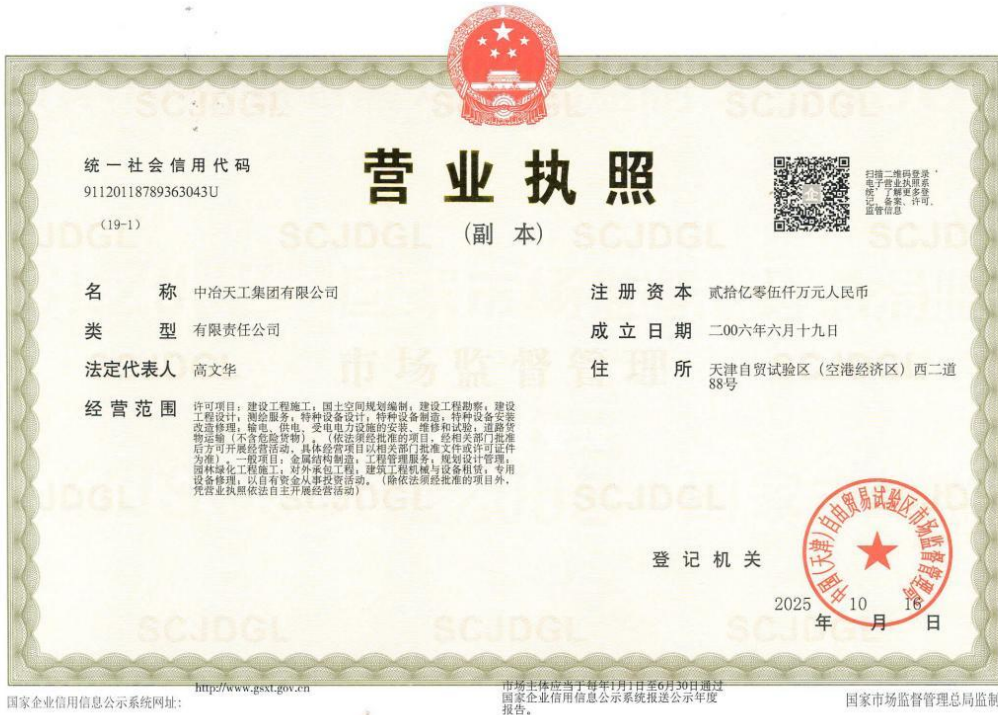 统一社会信用代码
91120118789363043U
（19-1）
营业执照
（副 本）
扫描二维码登录“
电子营业执照系
统”了解更多登
记、备案、许可、
监管信息
名 称 中冶天工集团有限公司
类 型 有限责任公司
法定代表人 高文华
经营范围 许可项目：建设工程施工；国土空间规划编制；建设工程勘察；建设
工程设计；测绘服务；特种设备设计；特种设备制造；特种设备安装
改造修理；输电、供电、受电电力设施的安装、维修和试验；道路货
物运输（不含危险货物）。（依法须经批准的项目，经相关部门批准
后方可开展经营活动，具体经营项目以相关部门批准文件或许可证件
为准）。一般项目：金属结构制造；工程管理服务；规划设计管理；
园林绿化工程施工；对外承包工程；建筑工程机械与设备租赁；专用
设备修理；以自有资金从事投资活动。（除依法须经批准的项目外，
凭营业执照依法自主开展经营活动）
注册资本 贰拾亿零伍仟万元人民币
成立日期 二00六年六月十九日
住 所 天津自贸试验区（空港经济区）西二道
88号
登记机关
中国（天津）自由贸易试验区市场监督管理局
2025年10月16日
SCJDGL
市场监督管理
国家企业信用信息公示系统网址：http://www.gsxt.gov.cn
市场主体应当于每年1月1日至6月30日通过
国家企业信用信息公示系统报送公示年度
报告。
国家市场监督管理总局监制